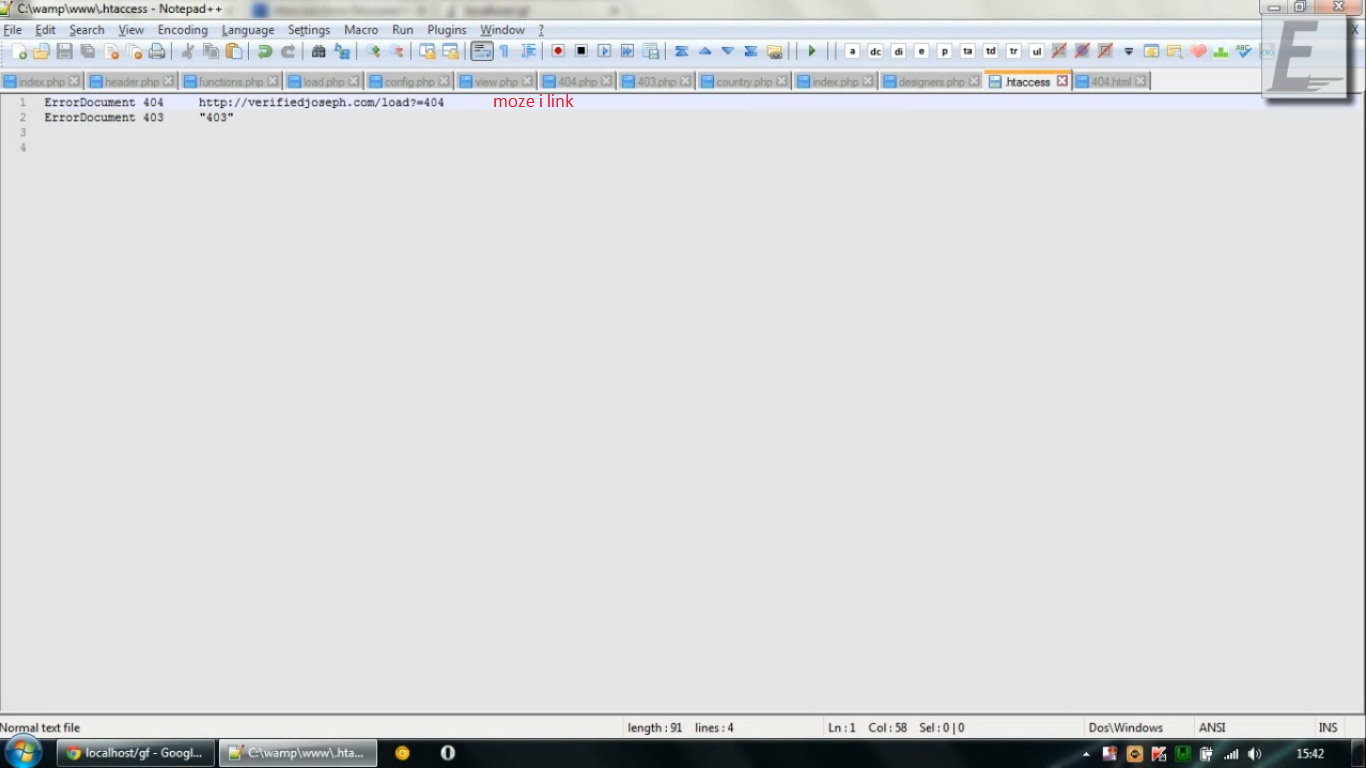 C:\wamp\www\.htaccess - Notepad++
File Edit Search View Encoding Language Settings Macro Run Plugins Window ?
X
a dc di e p ta td tr ul
ABC
index.php header.php functions.php load.php config.php view.php 404.php 403.php country.php index.php designers.php .htaccess 404.html
E
1 ErrorDocument 404 http://verifiedjoseph.com/load?=404 moze i link
2 ErrorDocument 403 "403"
3
4
Normal text file length : 91 lines : 4 Ln : 1 Col : 58 Sel : 0 | 0 Dos\Windows ANSI INS
localhost/gf - Googl... C:\wamp\www\.hta... 15:42